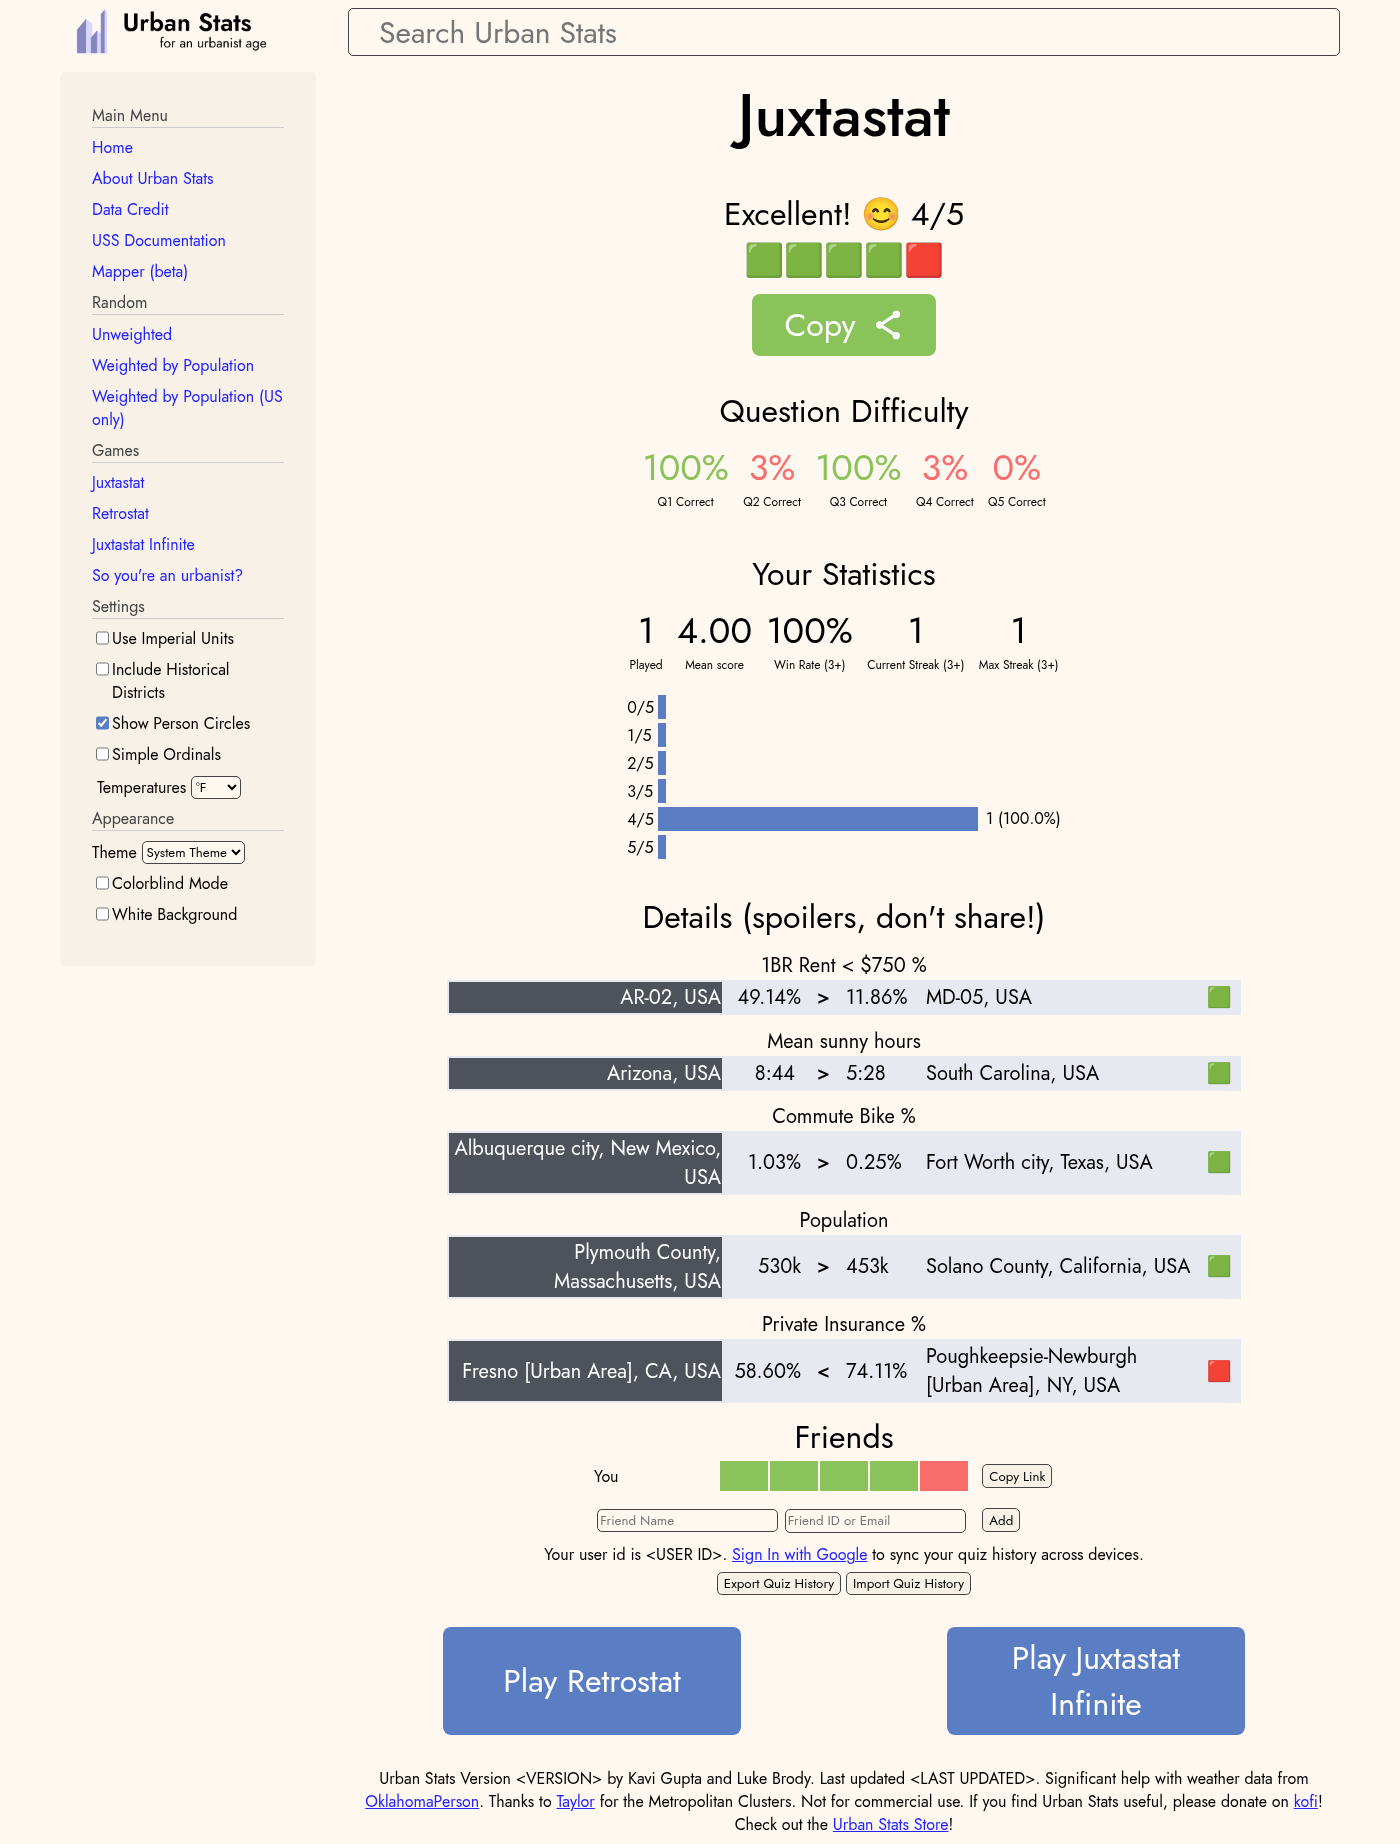 Urban Stats
for an urbanist age
Search Urban Stats
Main Menu
Home
About Urban Stats
Data Credit
USS Documentation
Mapper (beta)
Random
Unweighted
Weighted by Population
Weighted by Population (US
only)
Games
Juxtastat
Retrostat
Juxtastat Infinite
So you're an urbanist?
Settings
Use Imperial Units
Include Historical
Districts
Show Person Circles
Simple Ordinals
Temperatures °F
Appearance
Theme System Theme
Colorblind Mode
White Background
Juxtastat
Excellent! 😊 4/5
🟩🟩🟩🟩🟥
Copy
Question Difficulty
100% 3% 100% 3% 0%
Q1 Correct Q2 Correct Q3 Correct Q4 Correct Q5 Correct
Your Statistics
1 4.00 100% 1 1
Played Mean score Win Rate (3+) Current Streak (3+) Max Streak (3+)
0/5
1/5
2/5
3/5
4/5 1 (100.0%)
5/5
Details (spoilers, don't share!)
1BR Rent < $750 %
AR-02, USA 49.14% > 11.86% MD-05, USA 🟩
Mean sunny hours
Arizona, USA 8:44 > 5:28 South Carolina, USA 🟩
Commute Bike %
Albuquerque city, New Mexico,
USA 1.03% > 0.25% Fort Worth city, Texas, USA 🟩
Population
Plymouth County,
Massachusetts, USA 530k > 453k Solano County, California, USA 🟩
Private Insurance %
Fresno [Urban Area], CA, USA 58.60% < 74.11% Poughkeepsie-Newburgh
[Urban Area], NY, USA 🟥
Friends
You Copy Link
Friend Name Friend ID or Email Add
Your user id is <USER ID>. Sign In with Google to sync your quiz history across devices.
Export Quiz History Import Quiz History
Play Retrostat
Play Juxtastat
Infinite
Urban Stats Version <VERSION> by Kavi Gupta and Luke Brody. Last updated <LAST UPDATED>. Significant help with weather data from
OklahomaPerson. Thanks to Taylor for the Metropolitan Clusters. Not for commercial use. If you find Urban Stats useful, please donate on kofi!
Check out the Urban Stats Store!